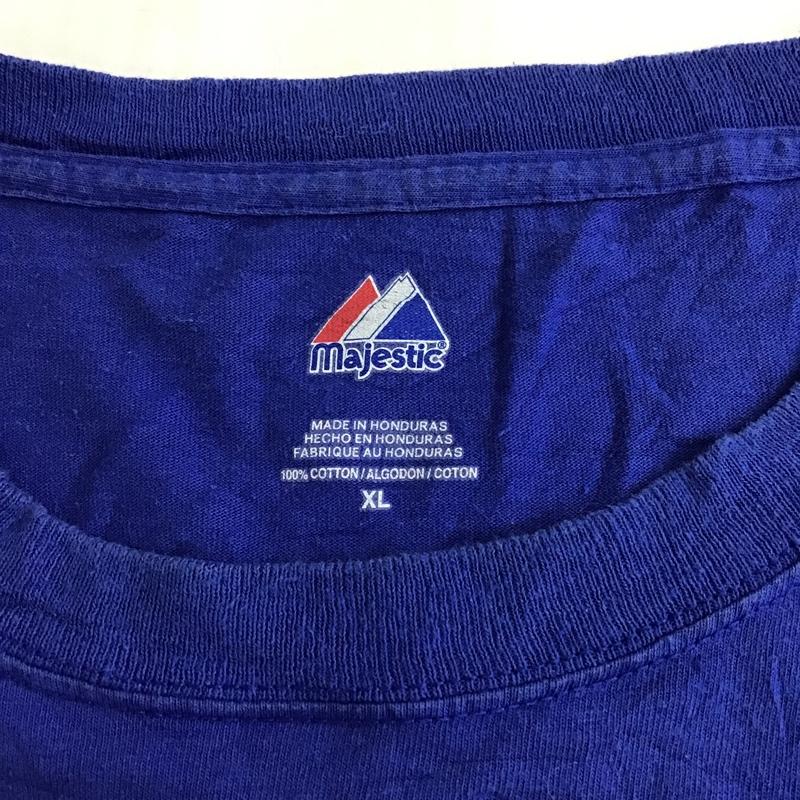 Majestic®
MADE IN HONDURAS
HECHO EN HONDURAS
FABRIQUE AU HONDURAS
100% COTTON / ALGODON / COTON
XL